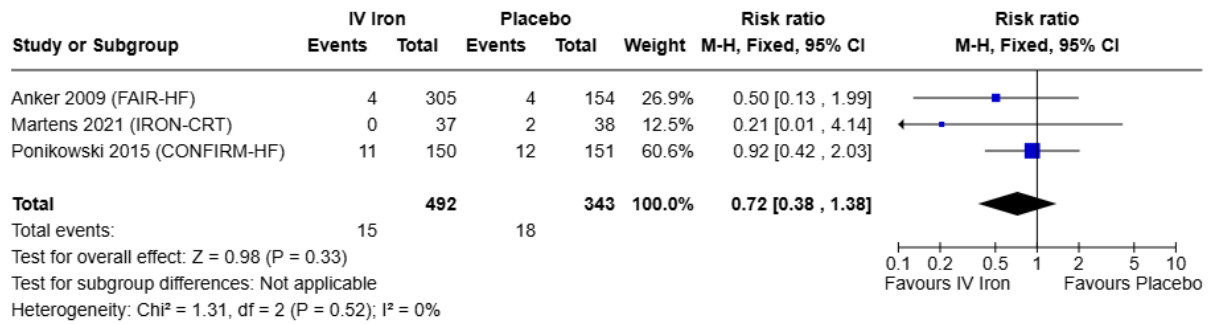 IV Iron Placebo Risk ratio Risk ratio
Study or Subgroup Events Total Events Total Weight M-H, Fixed, 95% CI M-H, Fixed, 95% CI
Anker 2009 (FAIR-HF) 4 305 4 154 26.9% 0.50 [0.13 , 1.99]
Martens 2021 (IRON-CRT) 0 37 2 38 12.5% 0.21 [0.01 , 4.14]
Ponikowski 2015 (CONFIRM-HF) 11 150 12 151 60.6% 0.92 [0.42 , 2.03]
Total 492 343 100.0% 0.72 [0.38 , 1.38]
Total events: 15 18
Test for overall effect: Z = 0.98 (P = 0.33)
Test for subgroup differences: Not applicable
Heterogeneity: Chi² = 1.31, df = 2 (P = 0.52); I² = 0%
0.1 0.2 0.5 1 2 5 10
Favours IV Iron Favours Placebo